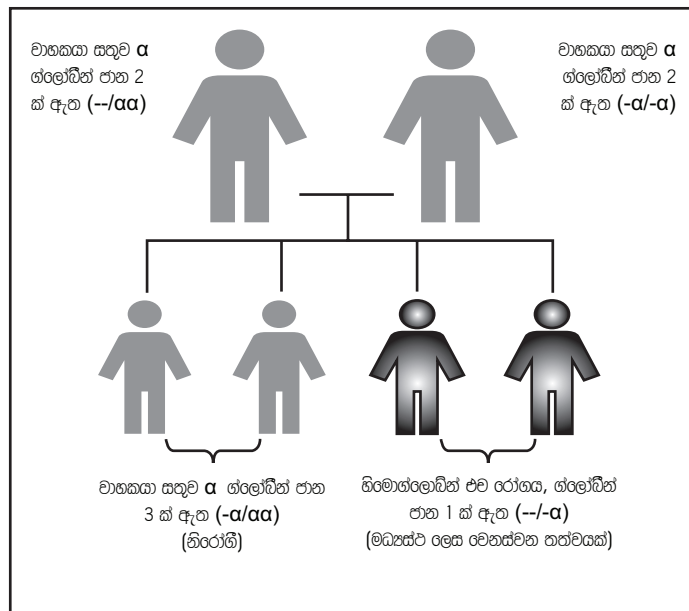 වාහකයා සතුව α
ග්ලෝබීන් ජාන 2
ක් ඇත (--/αα)
වාහකයා සතුව α
ග්ලෝබීන් ජාන 2
ක් ඇත (-α/-α)
වාහකයා සතුව α ග්ලෝබීන් ජාන
3 ක් ඇත (-α/αα)
(නිරෝගී)
හිමොග්ලොබින් එච රෝගය, ග්ලෝබීන්
ජාන 1 ක් ඇත (--/-α)
(මධ්‍යස්ථ ලෙස වෙනස්වන තත්වයක්)